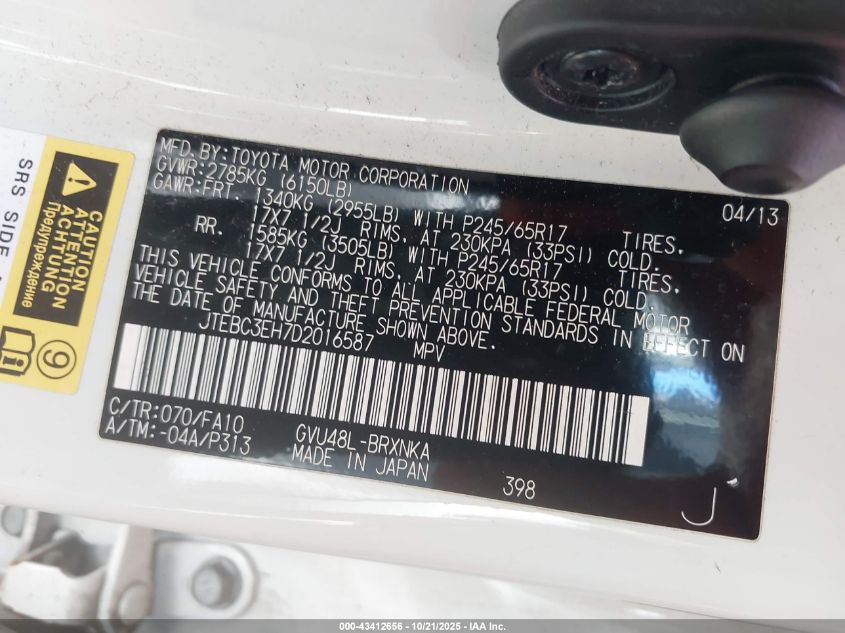 MFD.BY:TOYOTA MOTOR CORPORATION 04/13
GVWR:2785KG (6150LB)
GAWR:FRT. 1340KG (2955LB) WITH P245/65R17 TIRES.
17X7 1/2J RIMS, AT 230KPA (33PSI) COLD.
RR. 1585KG (3505LB) WITH P245/65R17 TIRES.
17X7 1/2J RIMS, AT 230KPA (33PSI) COLD.
THIS VEHICLE CONFORMS TO ALL APPLICABLE FEDERAL MOTOR
VEHICLE SAFETY AND THEFT PREVENTION STANDARDS IN EFFECT ON
THE DATE OF MANUFACTURE SHOWN ABOVE.
JTEBC3EH7D2016587 MPV
C/TR:070/FA10 GVU48L-BRXNKA
A/TM:-04A/P313 MADE IN JAPAN
398
J
CAUTION
ATTENTION
ACHTUNG
Предупреждение
9
SRS SIDE
000-43412656 - 10/21/2025 - IAA Inc.